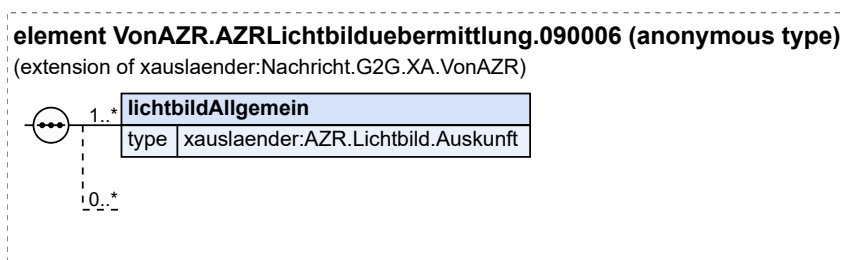 element VonAZR.AZRLichtbilduebermittlung.090006 (anonymous type)
(extension of xauslaender:Nachricht.G2G.XA.VonAZR)
1..* lichtbildAllgemein
type xauslaender:AZR.Lichtbild.Auskunft
0..*